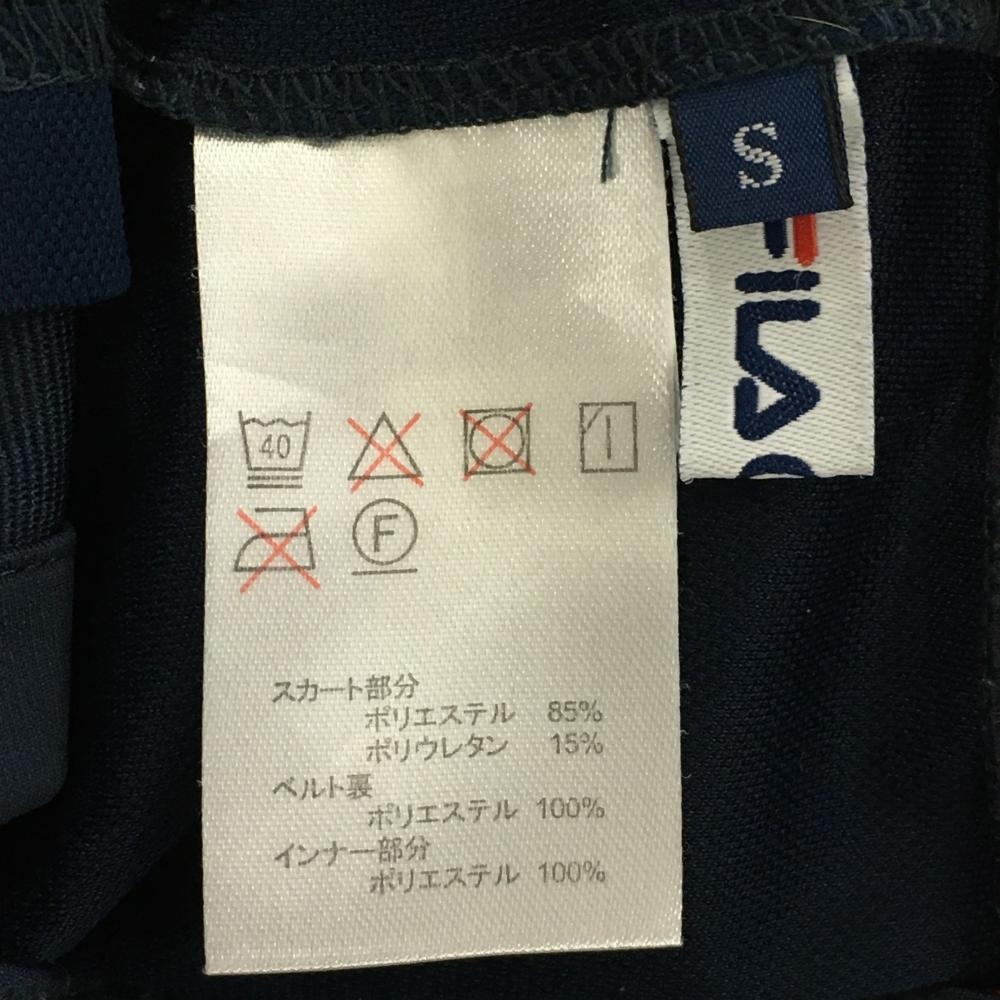 S
FILA
40
F
スカート部分
ポリエステル 85%
ポリウレタン 15%
ベルト裏
ポリエステル 100%
インナー部分
ポリエステル 100%